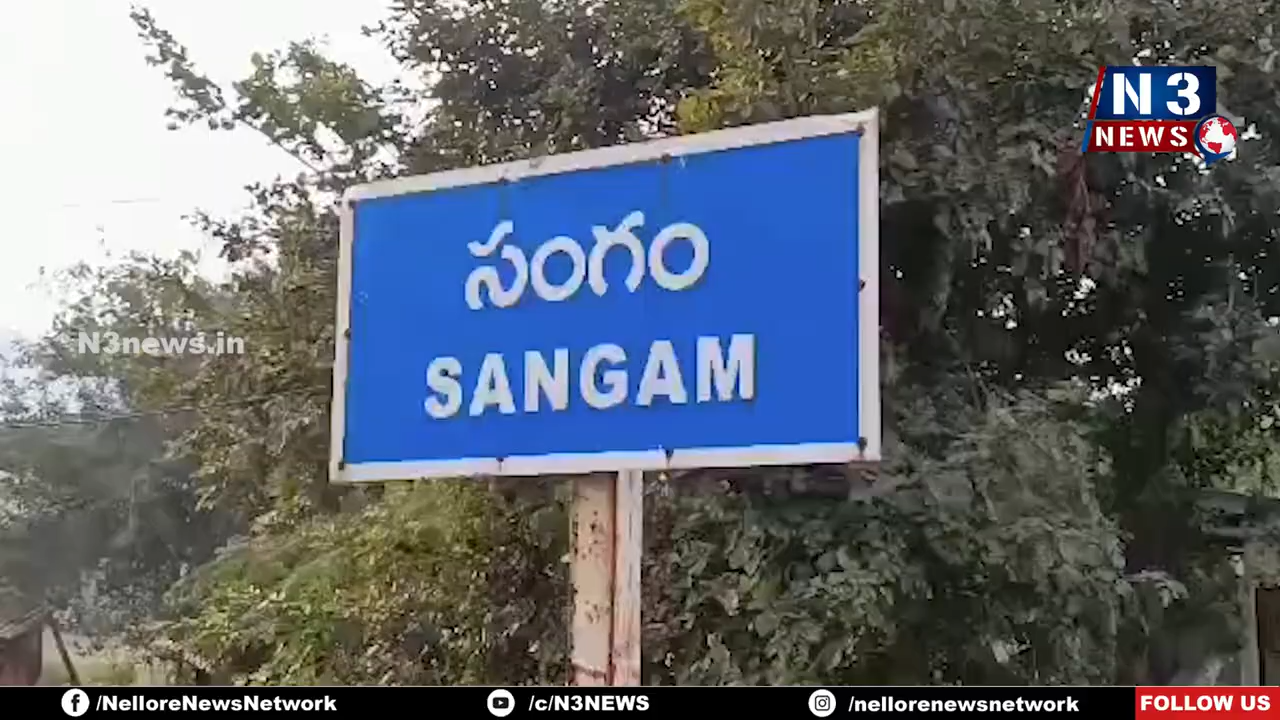 N3
NEWS
సంగం
N3news.in
SANGAM
/NelloreNewsNetwork
/c/N3NEWS
/nellorenewsnetwork
FOLLOW US